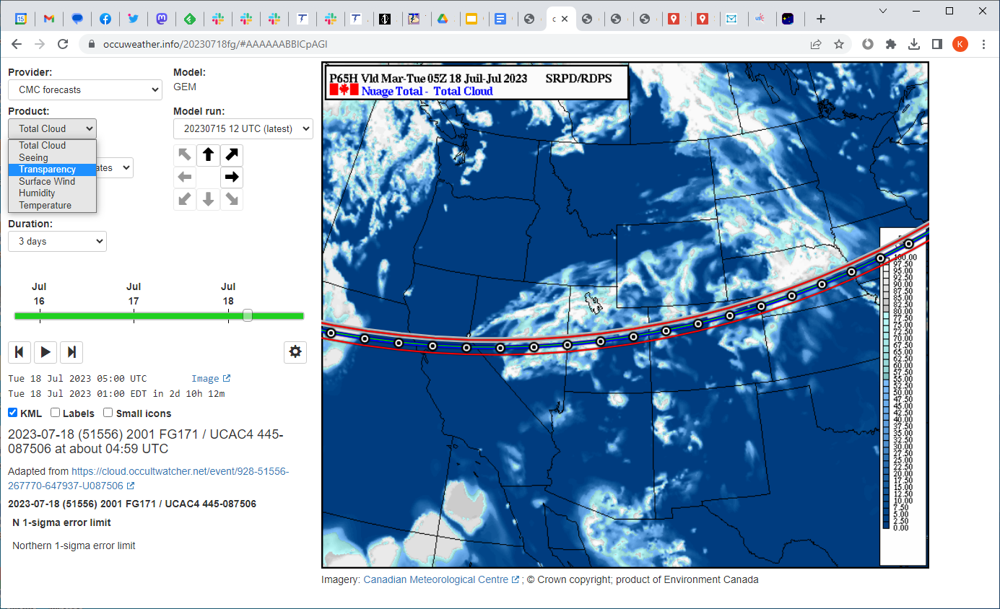 15
occuweather.info/20230718fg/#AAAAAABBICpAGI
K
Provider:
Model:
CMC forecasts
GEM
Product:
Model run:
Total Cloud
20230715 12 UTC (latest)
Total Cloud
Seeing
Transparency
ates
Surface Wind
Humidity
Temperature
Duration:
3 days
Jul Jul Jul
16 17 18
Tue 18 Jul 2023 05:00 UTC Image
Tue 18 Jul 2023 01:00 EDT in 2d 10h 12m
KML Labels Small icons
2023-07-18 (51556) 2001 FG171 / UCAC4 445-
087506 at about 04:59 UTC
Adapted from https://cloud.occultwatcher.net/event/928-51556-
267770-647937-U087506
2023-07-18 (51556) 2001 FG171 / UCAC4 445-087506
N 1-sigma error limit
Northern 1-sigma error limit
P65H Vld Mar-Tue 05Z 18 Juil-Jul 2023 SRPD/RDPS
Nuage Total - Total Cloud
100.00
97.50
95.00
92.50
90.00
87.50
85.00
82.50
80.00
77.50
75.00
72.50
70.00
67.50
65.00
62.50
60.00
57.50
55.00
52.50
50.00
47.50
45.00
42.50
40.00
37.50
35.00
32.50
30.00
27.50
25.00
22.50
20.00
17.50
15.00
12.50
10.00
7.50
5.00
2.50
0.00
Imagery: Canadian Meteorological Centre ; © Crown copyright; product of Environment Canada